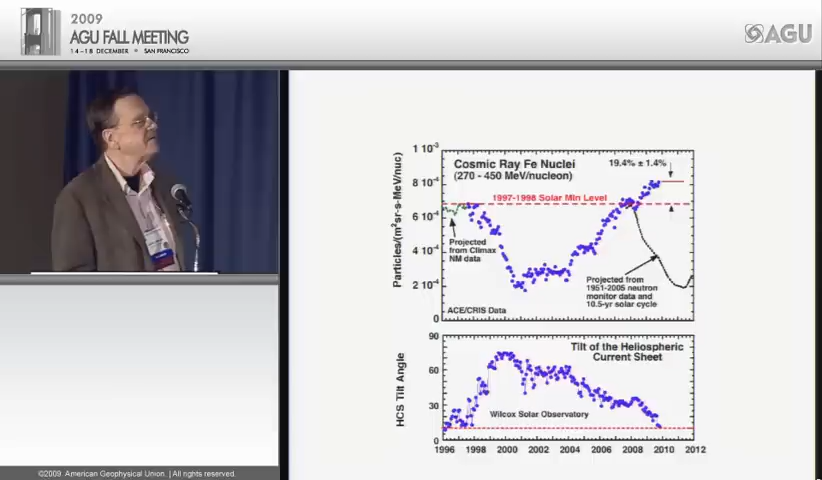 2009
AGU FALL MEETING
14-18 DECEMBER • SAN FRANCISCO
AGU
Cosmic Ray Fe Nuclei
(270 - 450 MeV/nucleon)
19.4% ± 1.4%
1997-1998 Solar Min Level
Particles/(m²sr-s-MeV/nuc)
1 10⁻³
8 10⁻⁴
6 10⁻⁴
4 10⁻⁴
2 10⁻⁴
0
Projected
from Climax
NM data
Projected from
1951-2005 neutron
monitor data and
10.5-yr solar cycle
ACE/CRIS Data
Tilt of the Heliospheric
Current Sheet
HCS Tilt Angle
90
60
30
0
Wilcox Solar Observatory
1996 1998 2000 2002 2004 2006 2008 2010 2012
©2009. American Geophysical Union. | All rights reserved.